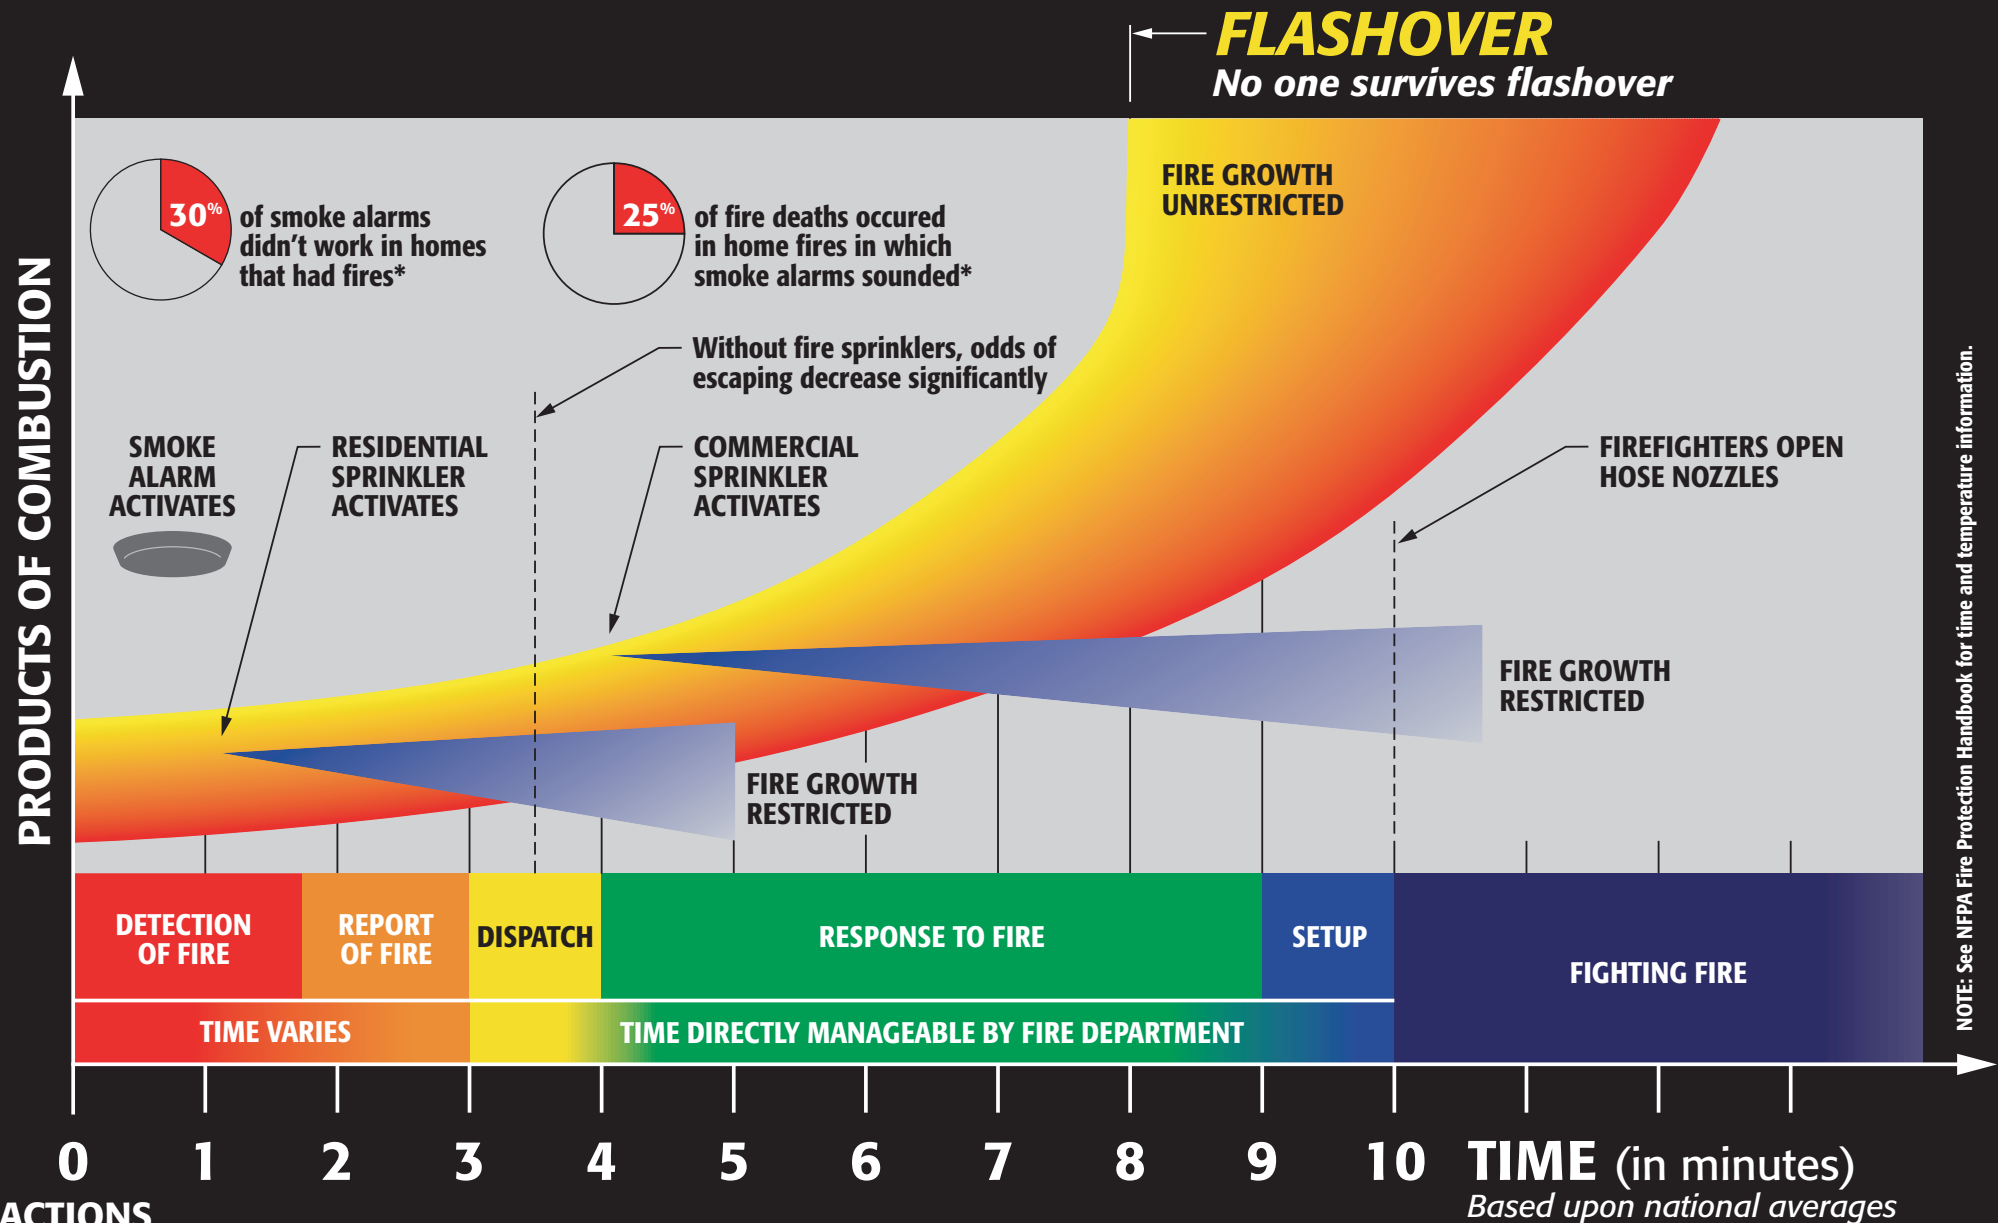 FLASHOVER
No one survives flashover
30%
of smoke alarms
didn't work in homes
that had fires*
25%
of fire deaths occured
in home fires in which
smoke alarms sounded*
FIRE GROWTH
UNRESTRICTED
Without fire sprinklers, odds of
escaping decrease significantly
SMOKE
ALARM
ACTIVATES
RESIDENTIAL
SPRINKLER
ACTIVATES
COMMERCIAL
SPRINKLER
ACTIVATES
FIREFIGHTERS OPEN
HOSE NOZZLES
FIRE GROWTH
RESTRICTED
FIRE GROWTH
RESTRICTED
PRODUCTS OF COMBUSTION
NOTE: See NFPA Fire Protection Handbook for time and temperature information.
DETECTION
OF FIRE
REPORT
OF FIRE
DISPATCH
RESPONSE TO FIRE
SETUP
FIGHTING FIRE
TIME VARIES
TIME DIRECTLY MANAGEABLE BY FIRE DEPARTMENT
0 1 2 3 4 5 6 7 8 9 10 TIME (in minutes)
Based upon national averages
ACTIONS